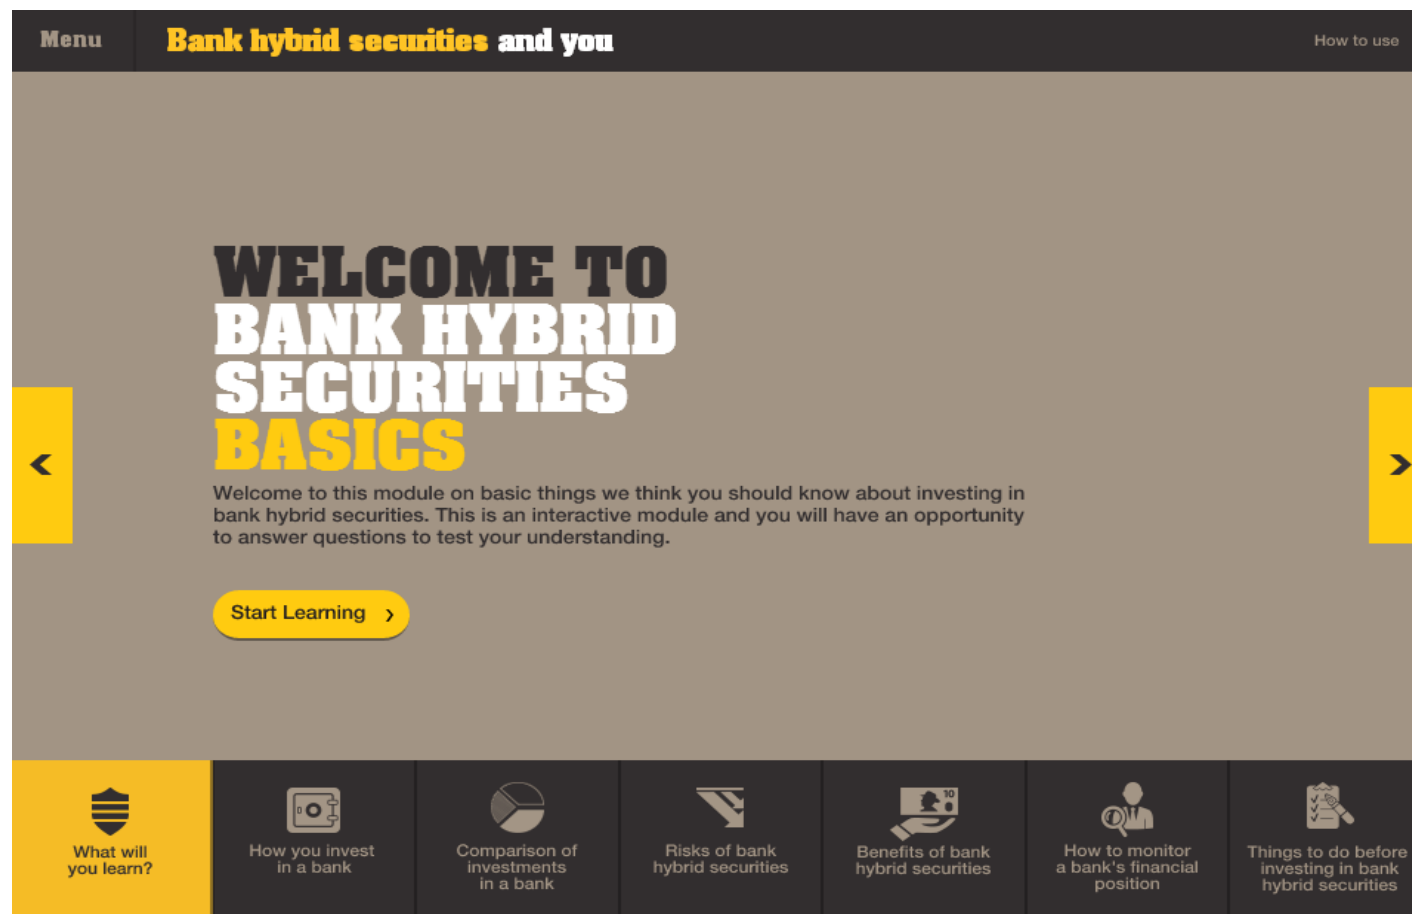 Menu
Bank hybrid securities and you
How to use
WELCOME TO
BANK HYBRID
SECURITIES
BASICS
Welcome to this module on basic things we think you should know about investing in
bank hybrid securities. This is an interactive module and you will have an opportunity
to answer questions to test your understanding.
Start Learning
What will
you learn?
How you invest
in a bank
Comparison of
investments
in a bank
Risks of bank
hybrid securities
10
Benefits of bank
hybrid securities
How to monitor
a bank's financial
position
Things to do before
investing in bank
hybrid securities